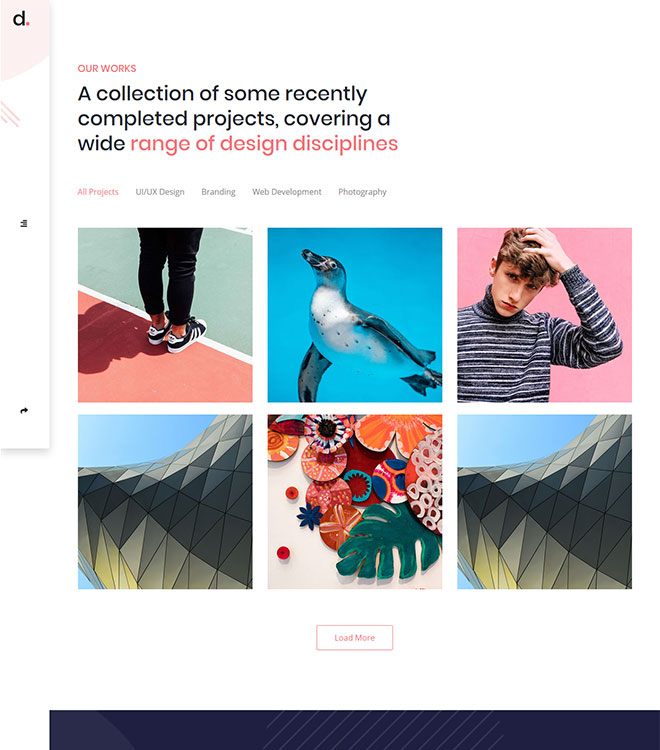 d.
OUR WORKS
A collection of some recently
completed projects, covering a
wide range of design disciplines
All Projects UI/UX Design Branding Web Development Photography
Load More